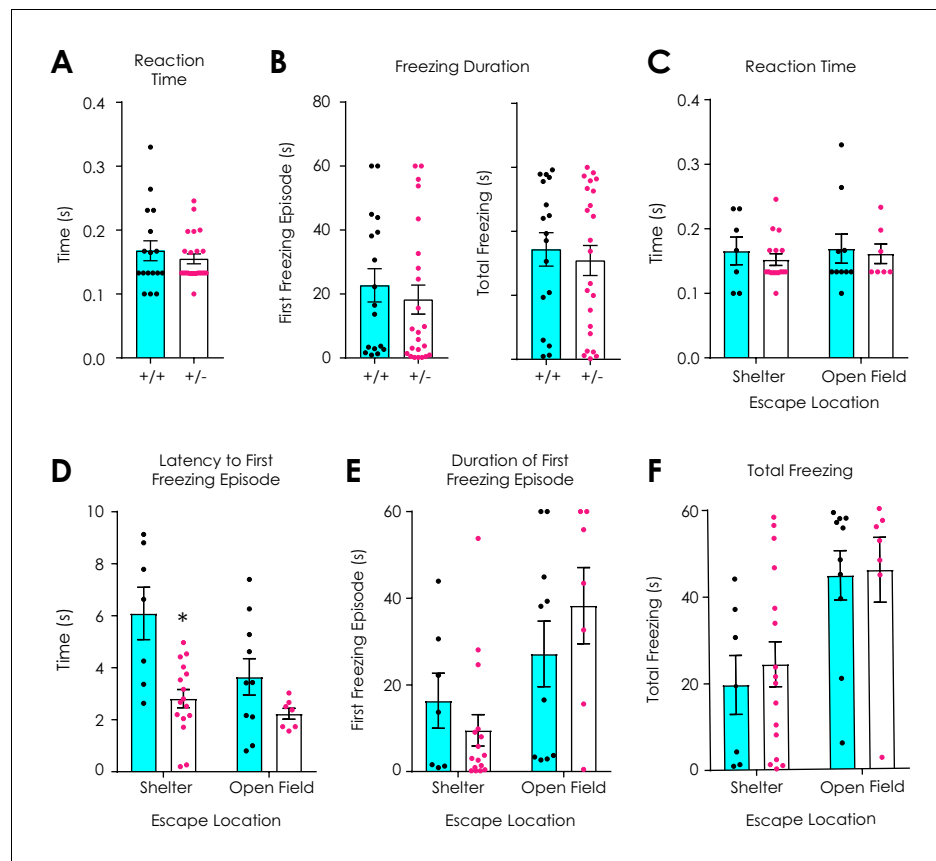 A
Reaction
Time
Time (s)
0.4
0.3
0.2
0.1
0.0
+/+
+/-
B
Freezing Duration
First Freezing Episode (s)
80
60
40
20
0
+/+
+/-
Total Freezing (s)
+/+
+/-
C
Reaction Time
Time (s)
0.4
0.3
0.2
0.1
0.0
Shelter
Open Field
Escape Location
D
Latency to First
Freezing Episode
Time (s)
10
8
6
4
2
0
*
Shelter
Open Field
Escape Location
E
Duration of First
Freezing Episode
First Freezing Episode (s)
60
40
20
0
Shelter
Open Field
Escape Location
F
Total Freezing
Total Freezing (s)
60
40
20
0
Shelter
Open Field
Escape Location